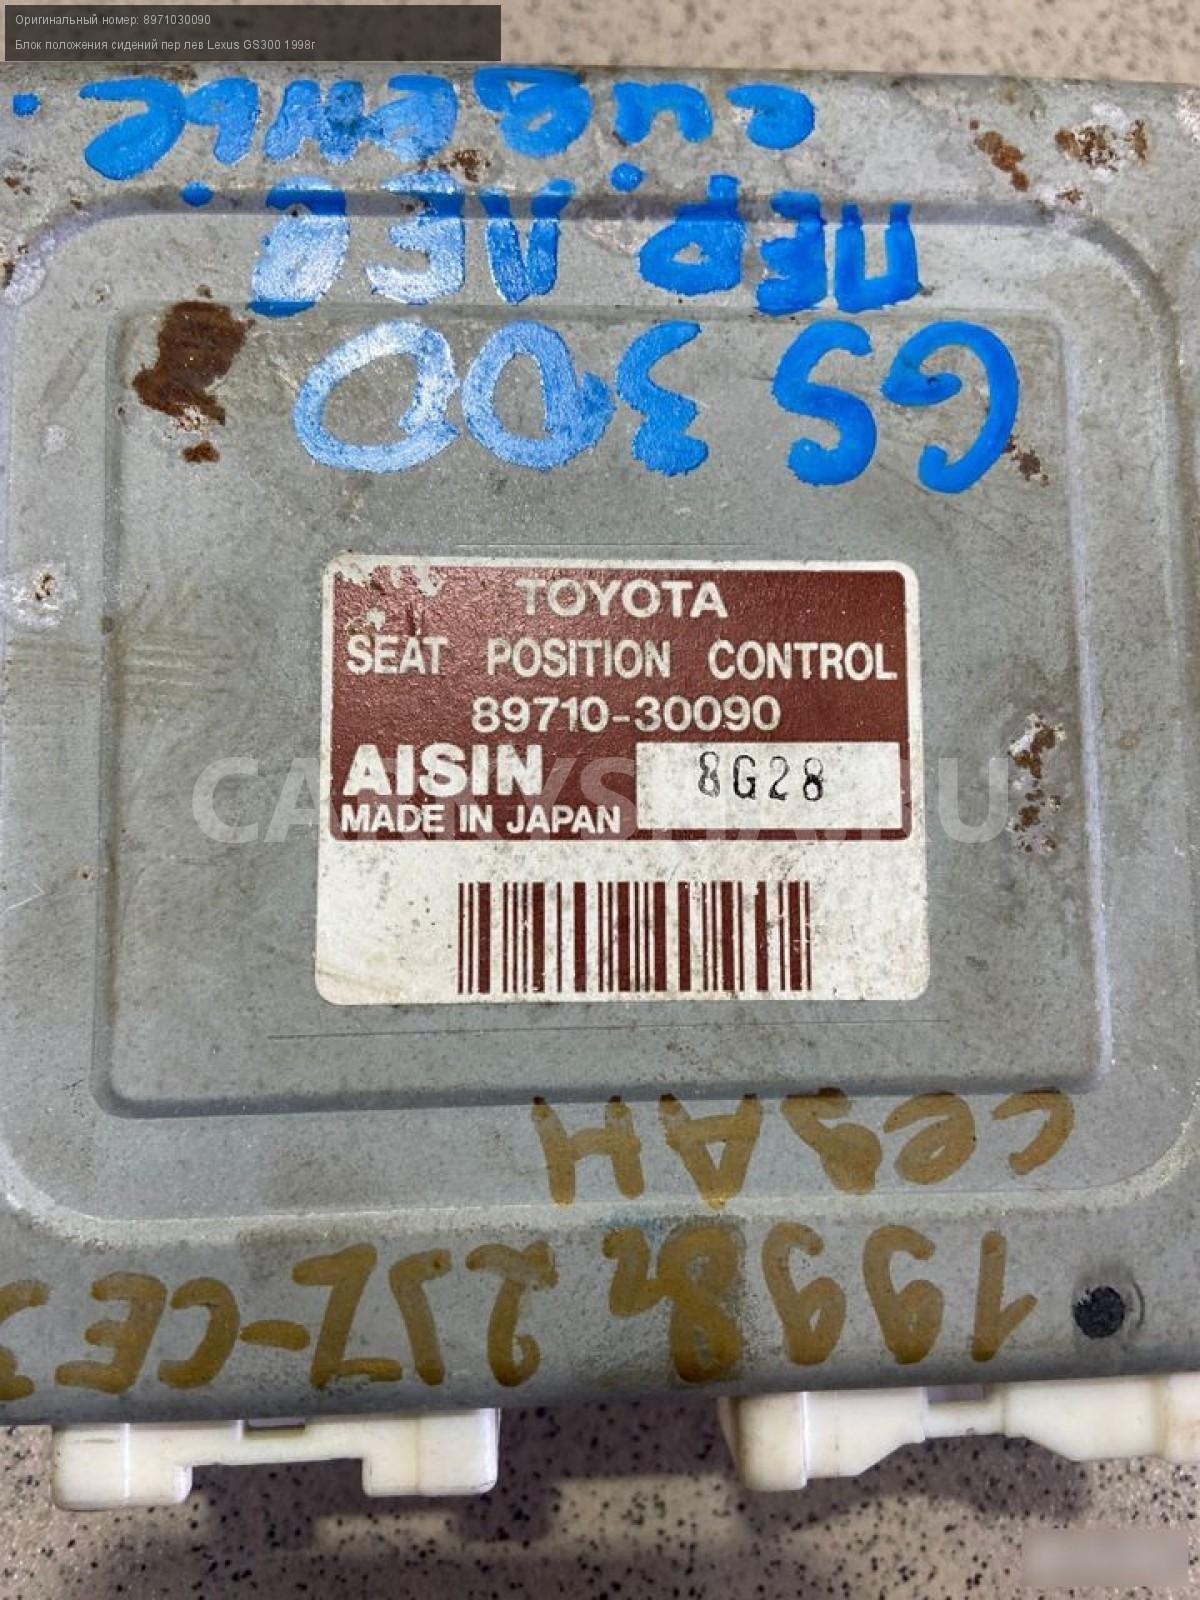 Оригинальный номер: 8971030090
Блок положения сидений пер лев Lexus GS300 1998г
TOYOTA
SEAT POSITION CONTROL
89710-30090
AISIN 8G28
MADE IN JAPAN
1998г 2JZ-GE
седАН
GS 300
ПЕР. ЛЕВ.
сиденье.